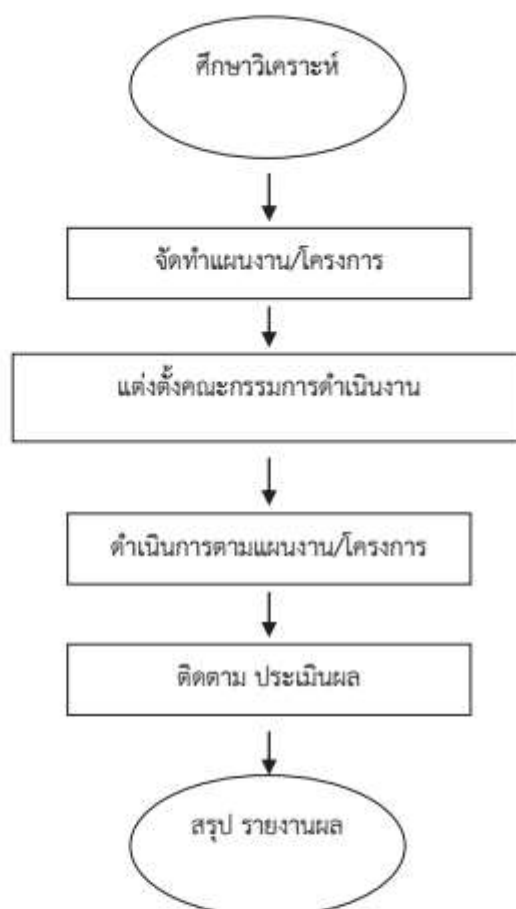 ศึกษาวิเคราะห์
จัดทำแผนงาน/โครงการ
แต่งตั้งคณะกรรมการดำเนินงาน
ดำเนินการตามแผนงาน/โครงการ
ติดตาม ประเมินผล
สรุป รายงานผล